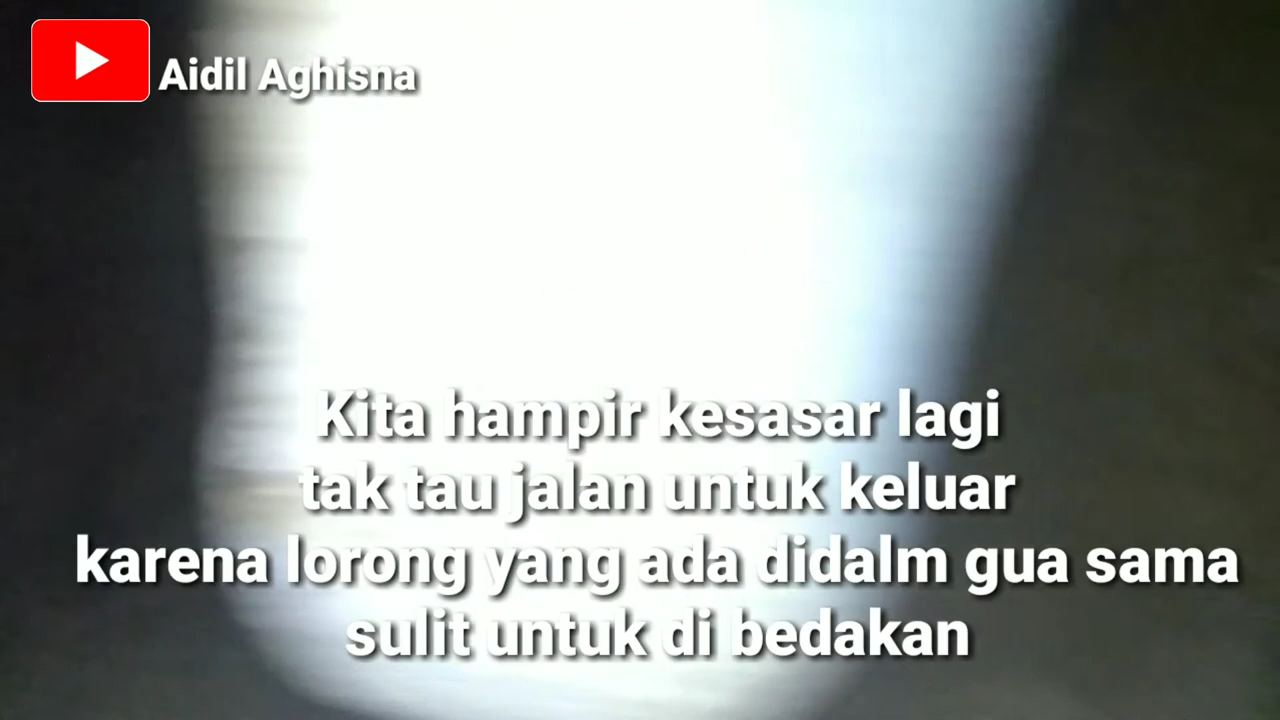 Aidil Aghisna
Kita hampir kesasar lagi
tak tau jalan untuk keluar
karena lorong yang ada didalm gua sama
sulit untuk di bedakan